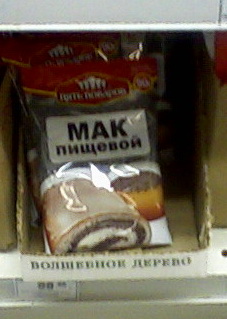 ПЯТЬ ПОВАРОВ
МАК
пищевой
ВОЛШЕБНОЕ ДЕРЕВО